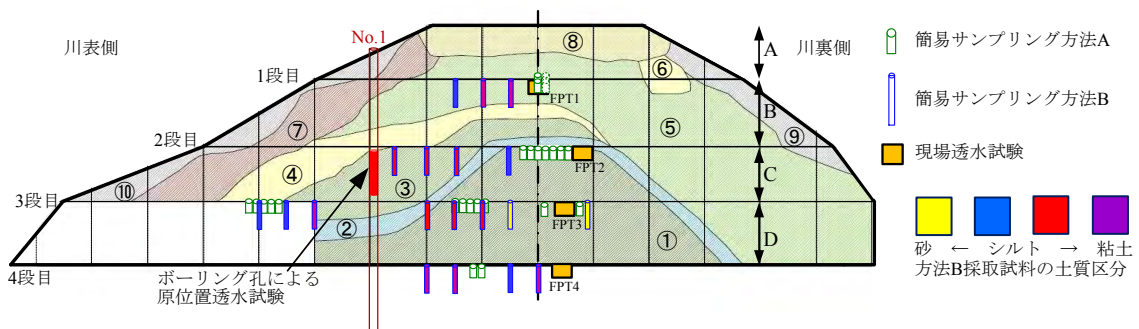 川表側
No.1
⑧
A
川裏側
簡易サンプリング方法A
1段目
⑥
FPT1
B
簡易サンプリング方法B
⑦
⑤
⑨
2段目
現場透水試験
④
③
FPT2
C
⑩
3段目
②
FPT3
①
D
砂 ← シルト → 粘土
方法B採取試料の土質区分
4段目
ボーリング孔による
原位置透水試験
FPT4